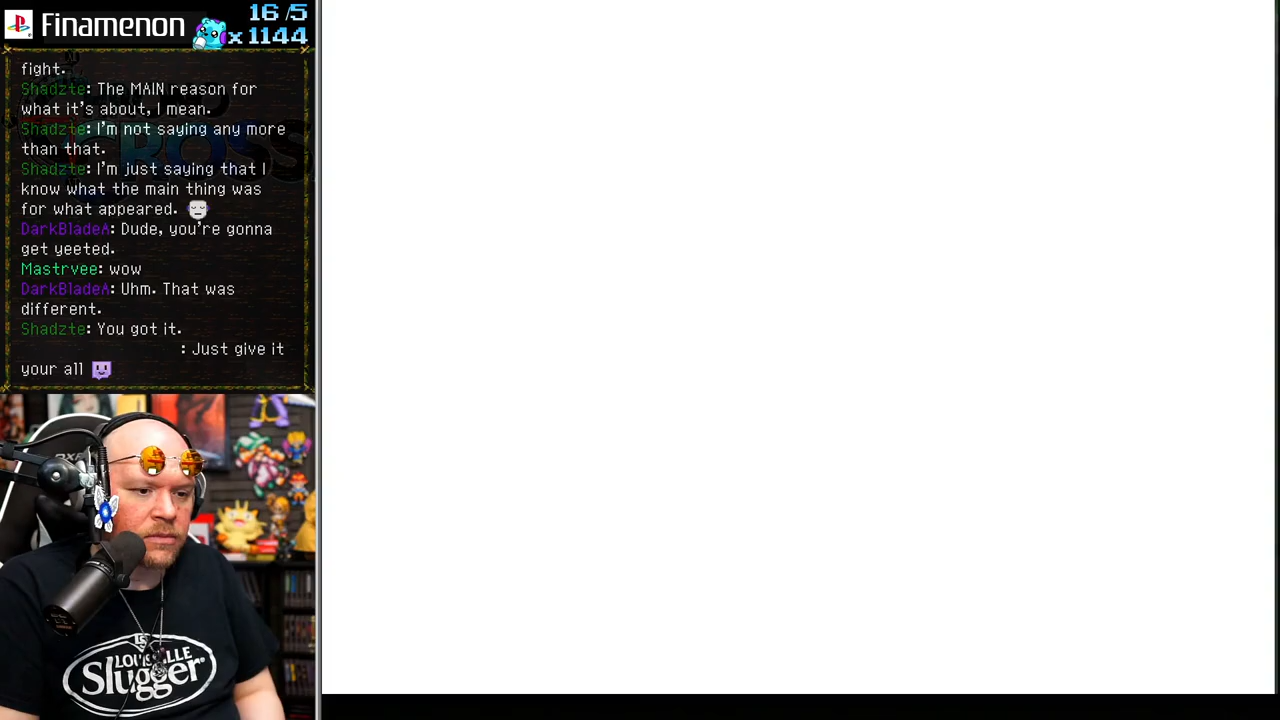 Finamenon
16/5
x1144
fight.
Shadzte: The MAIN reason for
what it's about, I mean.
Shadzte: I'm not saying any more
than that.
Shadzte: I'm just saying that I
know what the main thing was
for what appeared.
DarkBladeA: Dude, you're gonna
get yeeted.
Mastrvee: wow
DarkBladeA: Uhm. That was
different.
Shadzte: You got it.
: Just give it
your all
CROSS
LOUISVILLE
Slugger